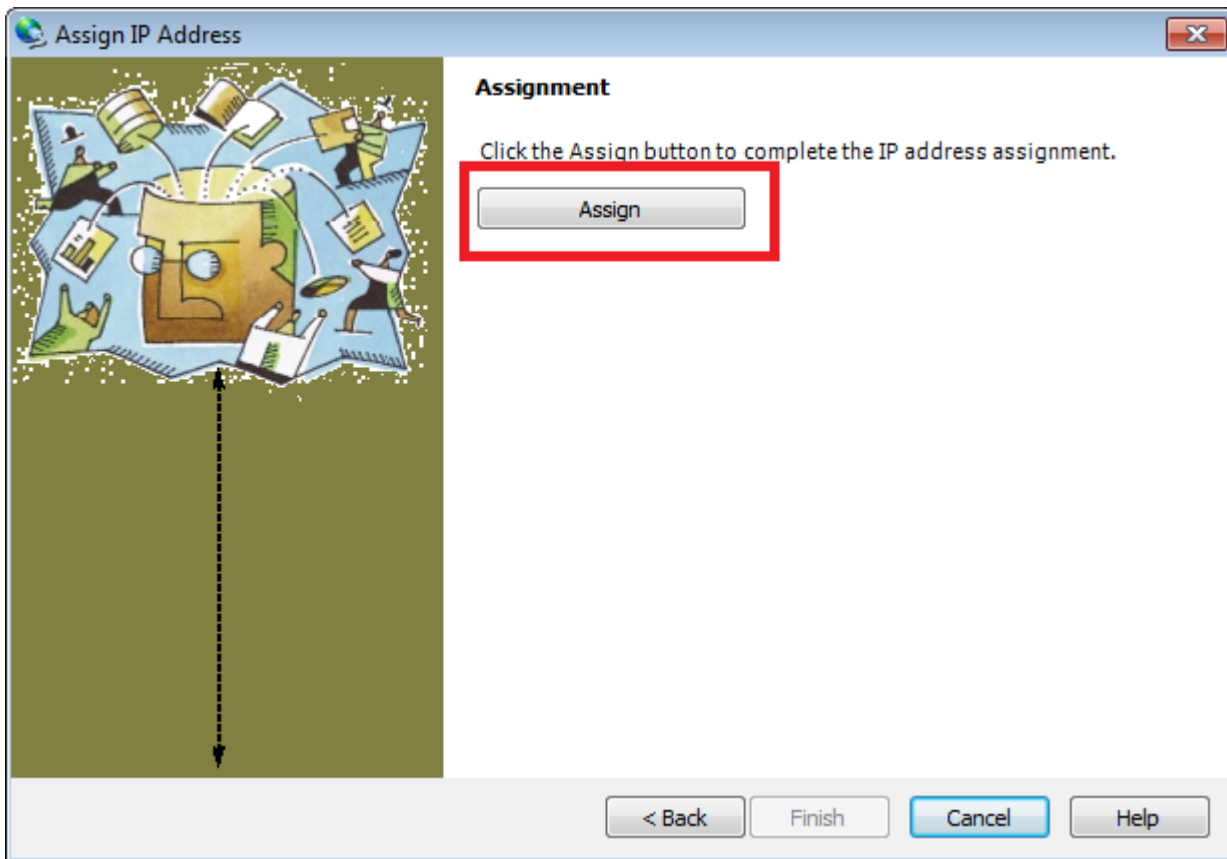 Assign IP Address
Assignment
Click the Assign button to complete the IP address assignment.
Assign
< Back
Finish
Cancel
Help